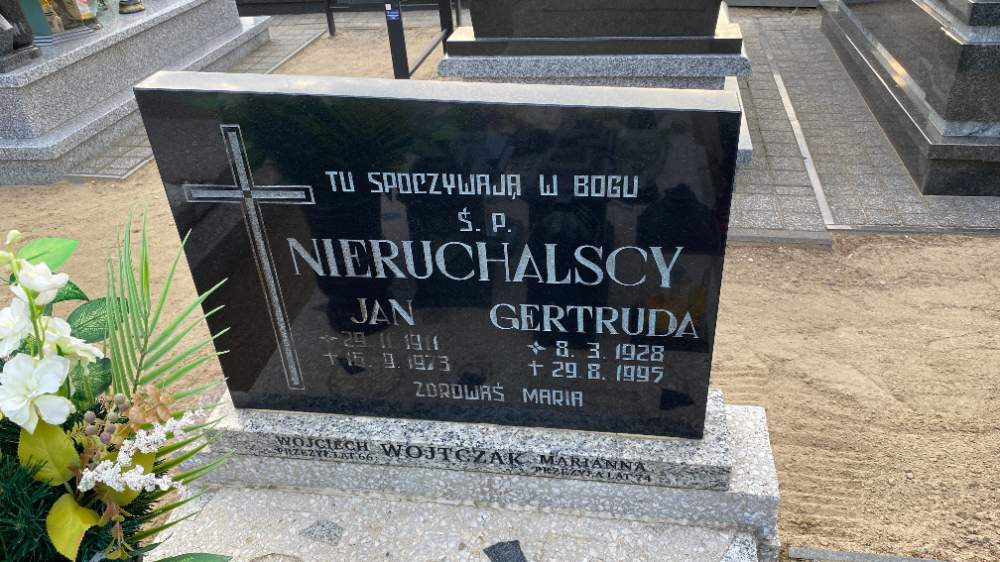 TU SPOCZYWAJĄ W BOGU
Ś. P.
NIERUCHALSCY
JAN GERTRUDA
29. 11. 1911 8. 3. 1928
15. 9. 1973 29. 8. 1995
ZDROWAŚ MARIA
WOJCIECH WOJTCZAK MARIANNA
PRZEŻYŁ LAT 66 PRZEŻYŁA LAT 74